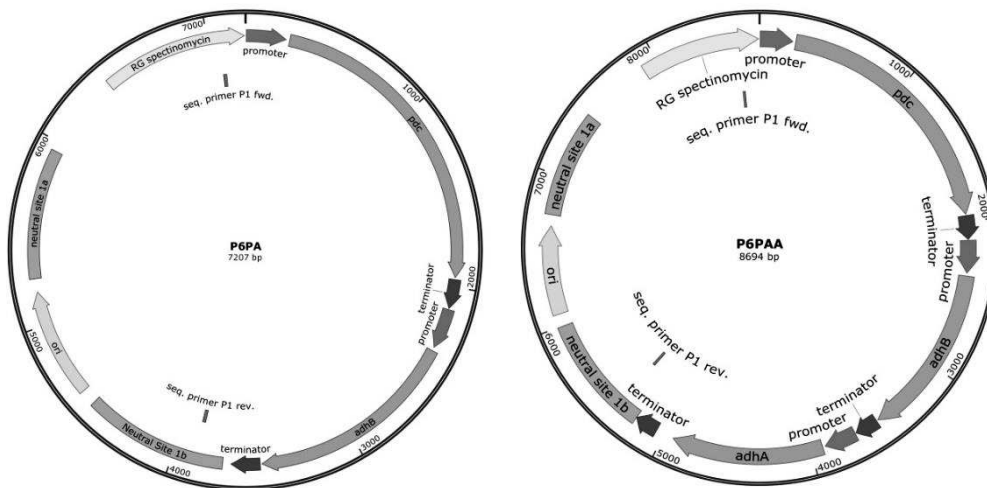 7000
RG spectinomycin
promoter
seq. primer P1 fwd.
1000
pdc
6000
neutral site 1a
P6PA
7207 bp
2000
terminator
promoter
5000
ori
seq. primer P1 rev.
adhB
3000
terminator
Neutral Site 1b
4000
8000
RG spectinomycin
promoter
seq. primer P1 fwd.
1000
pdc
neutral site 1a
7000
P6PAA
8694 bp
2000
terminator
promoter
ori
6000
seq. primer P1 rev.
neutral site 1b
terminator
adhB
3000
terminator
promoter
adhA
5000
4000